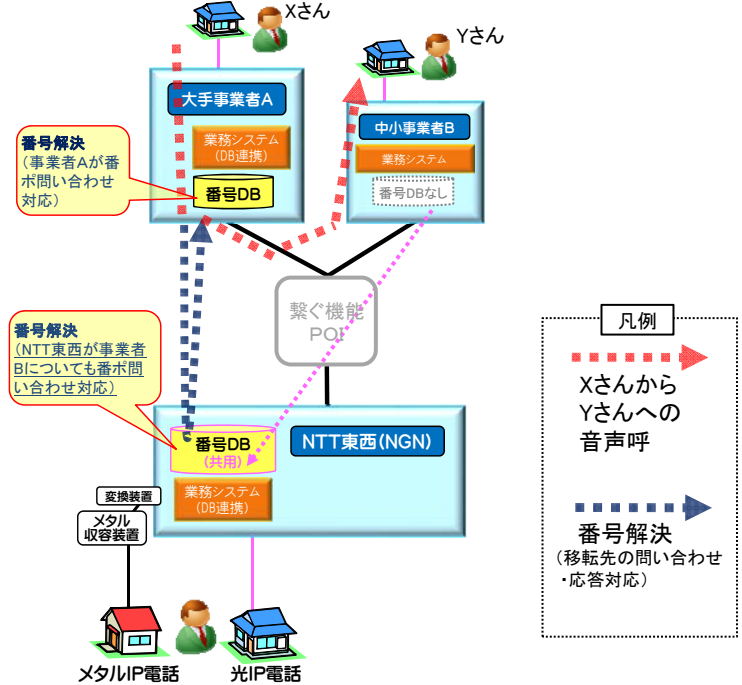 Xさん
Yさん
大手事業者A
業務システム
(DB連携)
番号DB
中小事業者B
業務システム
番号DBなし
番号解決
(事業者Aが番
ポ問い合わせ
対応)
繋ぐ機能
POI
番号解決
(NTT東西が事業者
Bについても番ポ問
い合わせ対応)
番号DB
(共用)
NTT東西(NGN)
業務システム
(DB連携)
変換装置
メタル
収容装置
メタルIP電話
光IP電話
凡例
Xさんから
Yさんへの
音声呼
番号解決
(移転先の問い合わせ
・応答対応)